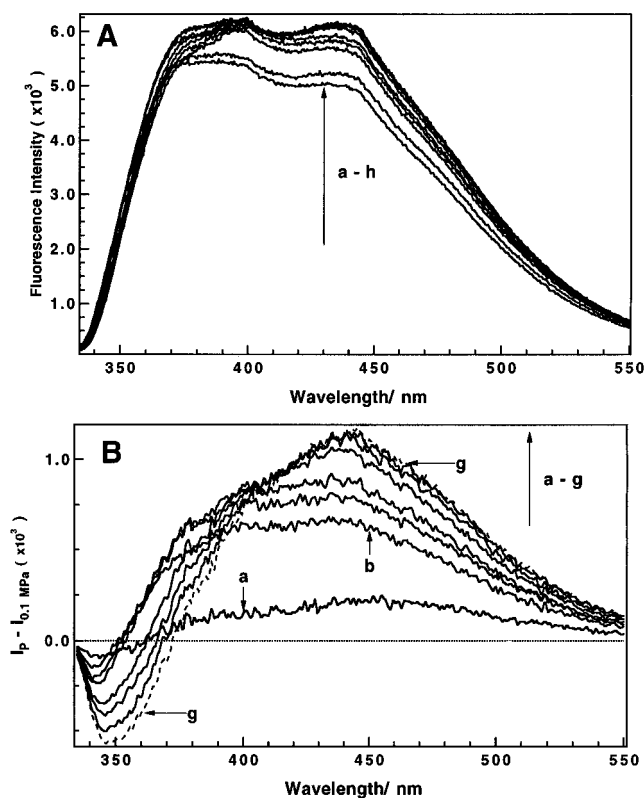 A
Fluorescence Intensity ( x10³ )
6.0
5.0
4.0
3.0
2.0
1.0
a - h
350
400
450
500
550
Wavelength/ nm
B
I_P - I_0.1 MPa ( x10³ )
1.0
0.0
g
a - g
a
b
g
350
400
450
500
550
Wavelength/ nm